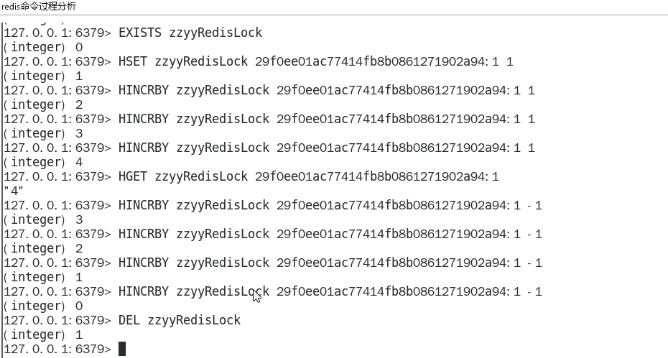 redis命令过程分析
127.0.0.1:6379> EXISTS zzyyRedisLock
(integer) 0
127.0.0.1:6379> HSET zzyyRedisLock 29f0ee01ac77414fb8b0861271902a94:1 1
(integer) 1
127.0.0.1:6379> HINCRBY zzyyRedisLock 29f0ee01ac77414fb8b0861271902a94:1 1
(integer) 2
127.0.0.1:6379> HINCRBY zzyyRedisLock 29f0ee01ac77414fb8b0861271902a94:1 1
(integer) 3
127.0.0.1:6379> HINCRBY zzyyRedisLock 29f0ee01ac77414fb8b0861271902a94:1 1
(integer) 4
127.0.0.1:6379> HGET zzyyRedisLock 29f0ee01ac77414fb8b0861271902a94:1
"4"
127.0.0.1:6379> HINCRBY zzyyRedisLock 29f0ee01ac77414fb8b0861271902a94:1 -1
(integer) 3
127.0.0.1:6379> HINCRBY zzyyRedisLock 29f0ee01ac77414fb8b0861271902a94:1 -1
(integer) 2
127.0.0.1:6379> HINCRBY zzyyRedisLock 29f0ee01ac77414fb8b0861271902a94:1 -1
(integer) 1
127.0.0.1:6379> HINCRBY zzyyRedisLock 29f0ee01ac77414fb8b0861271902a94:1 -1
(integer) 0
127.0.0.1:6379> DEL zzyyRedisLock
(integer) 1
127.0.0.1:6379>